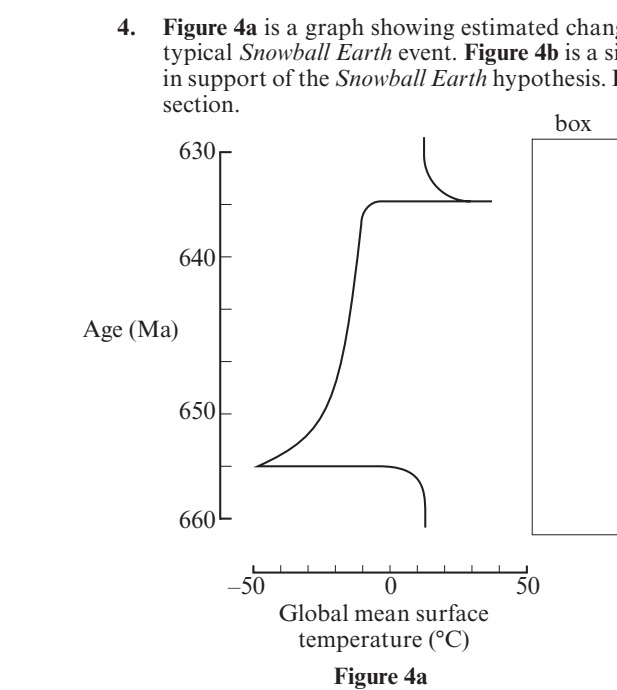 4. Figure 4a is a graph showing estimated
typical Snowball Earth event. Figure 4b is a
in support of the Snowball Earth hypothesis.
section.
box
630
640
Age (Ma)
650
660
–50 0 50
Global mean surface
temperature (°C)
Figure 4a